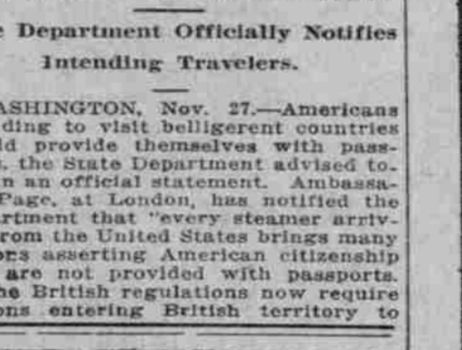 e Department Officially Notifies
Intending Travelers.
ASHINGTON, Nov. 27.—Americans
ding to visit belligerent countries
ld provide themselves with pass-
s, the State Department advised to-
in an official statement. Ambassa-
Page, at London, has notified the
artment that "every steamer arriv-
rom the United States brings many
ons asserting American citizenship
are not provided with passports.
he British regulations now require
ons entering British territory to